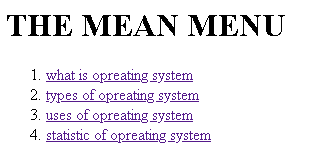 THE MEAN MENU
1. what is opreating system
2. types of opreating system
3. uses of opreating system
4. statistic of opreating system